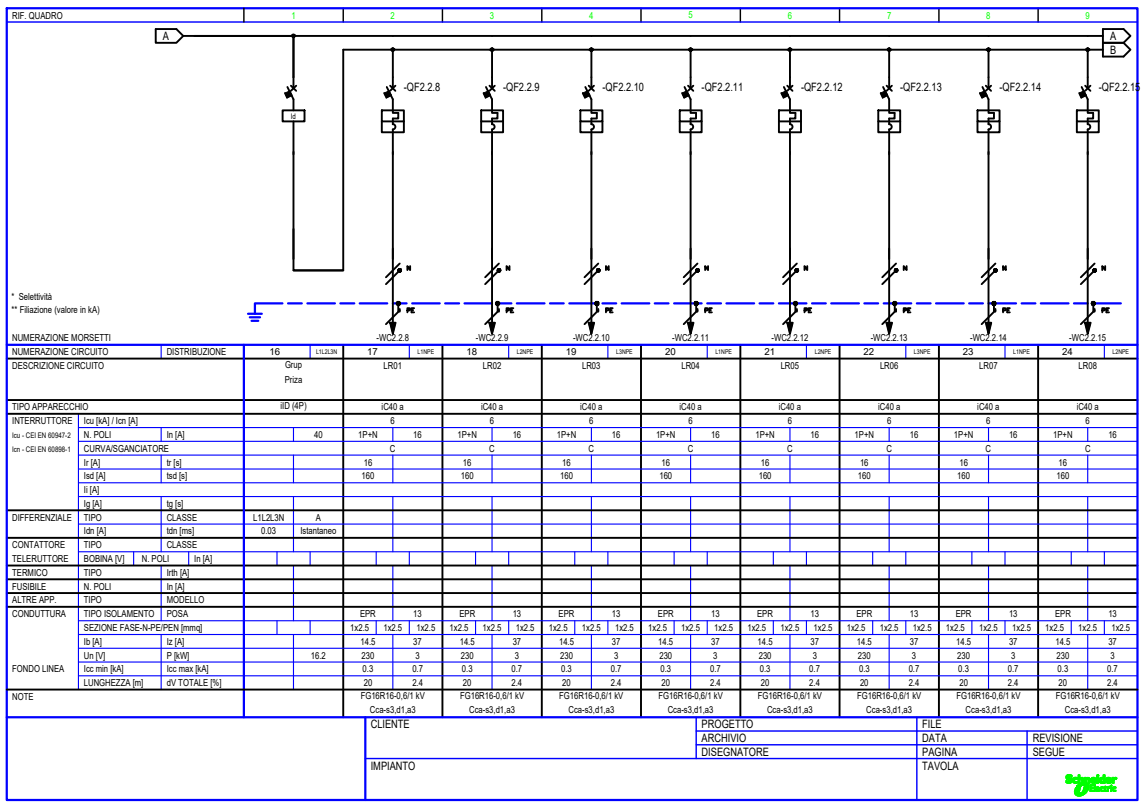 RIF. QUADRO 1 2 3 4 5 6 7 8 9
A A
B
-QF2.2.8 -QF2.2.9 -QF2.2.10 -QF2.2.11 -QF2.2.12 -QF2.2.13 -QF2.2.14 -QF2.2.15
Id
N N N N N N N N
* Selettività
** Filiazione (valore in kA)
PE PE PE PE PE PE PE PE
NUMERAZIONE MORSETTI -WC2.2.8 -WC2.2.9 -WC2.2.10 -WC2.2.11 -WC2.2.12 -WC2.2.13 -WC2.2.14 -WC2.2.15
NUMERAZIONE CIRCUITO DISTRIBUZIONE 16 L1L2L3N 17 L1NPE 18 L2NPE 19 L3NPE 20 L1NPE 21 L2NPE 22 L3NPE 23 L1NPE 24 L2NPE
DESCRIZIONE CIRCUITO Grup LR01 LR02 LR03 LR04 LR05 LR06 LR07 LR08
Priza
TIPO APPARECCHIO iID (4P) iC40 a iC40 a iC40 a iC40 a iC40 a iC40 a iC40 a iC40 a
INTERRUTTORE Icu [kA] / Icn [A] 6 6 6 6 6 6 6 6
Icu - CEI EN 60947-2 N. POLI In [A] 40 1P+N 16 1P+N 16 1P+N 16 1P+N 16 1P+N 16 1P+N 16 1P+N 16 1P+N 16
Icn - CEI EN 60898-1 CURVA/SGANCIATORE C C C C C C C C
Ir [A] tr [s] 16 16 16 16 16 16 16 16
Isd [A] tsd [s] 160 160 160 160 160 160 160 160
Ii [A]
Ig [A] tg [s]
DIFFERENZIALE TIPO CLASSE L1L2L3N A
Idn [A] tdn [ms] 0.03 Istantaneo
CONTATTORE TIPO CLASSE
TELERUTTORE BOBINA [V] N. POLI In [A]
TERMICO TIPO Irth [A]
FUSIBILE N. POLI In [A]
ALTRE APP. TIPO MODELLO
CONDUTTURA TIPO ISOLAMENTO POSA EPR 13 EPR 13 EPR 13 EPR 13 EPR 13 EPR 13 EPR 13 EPR 13
SEZIONE FASE-N-PE/PEN [mmq] 1x2.5 1x2.5 1x2.5 1x2.5 1x2.5 1x2.5 1x2.5 1x2.5 1x2.5 1x2.5 1x2.5 1x2.5 1x2.5 1x2.5 1x2.5 1x2.5 1x2.5 1x2.5 1x2.5 1x2.5 1x2.5 1x2.5 1x2.5 1x2.5
Ib [A] Iz [A] 14.5 37 14.5 37 14.5 37 14.5 37 14.5 37 14.5 37 14.5 37 14.5 37
Un [V] P [kW] 16.2 230 3 230 3 230 3 230 3 230 3 230 3 230 3 230 3
FONDO LINEA Icc min [kA] Icc max [kA] 0.3 0.7 0.3 0.7 0.3 0.7 0.3 0.7 0.3 0.7 0.3 0.7 0.3 0.7 0.3 0.7
LUNGHEZZA [m] dV TOTALE [%] 20 2.4 20 2.4 20 2.4 20 2.4 20 2.4 20 2.4 20 2.4 20 2.4
NOTE FG16R16-0,6/1 kV FG16R16-0,6/1 kV FG16R16-0,6/1 kV FG16R16-0,6/1 kV FG16R16-0,6/1 kV FG16R16-0,6/1 kV FG16R16-0,6/1 kV FG16R16-0,6/1 kV
Cca-s3,d1,a3 Cca-s3,d1,a3 Cca-s3,d1,a3 Cca-s3,d1,a3 Cca-s3,d1,a3 Cca-s3,d1,a3 Cca-s3,d1,a3 Cca-s3,d1,a3
CLIENTE PROGETTO FILE
ARCHIVIO DATA REVISIONE
DISEGNATORE PAGINA SEGUE
IMPIANTO TAVOLA
Schneider
Electric